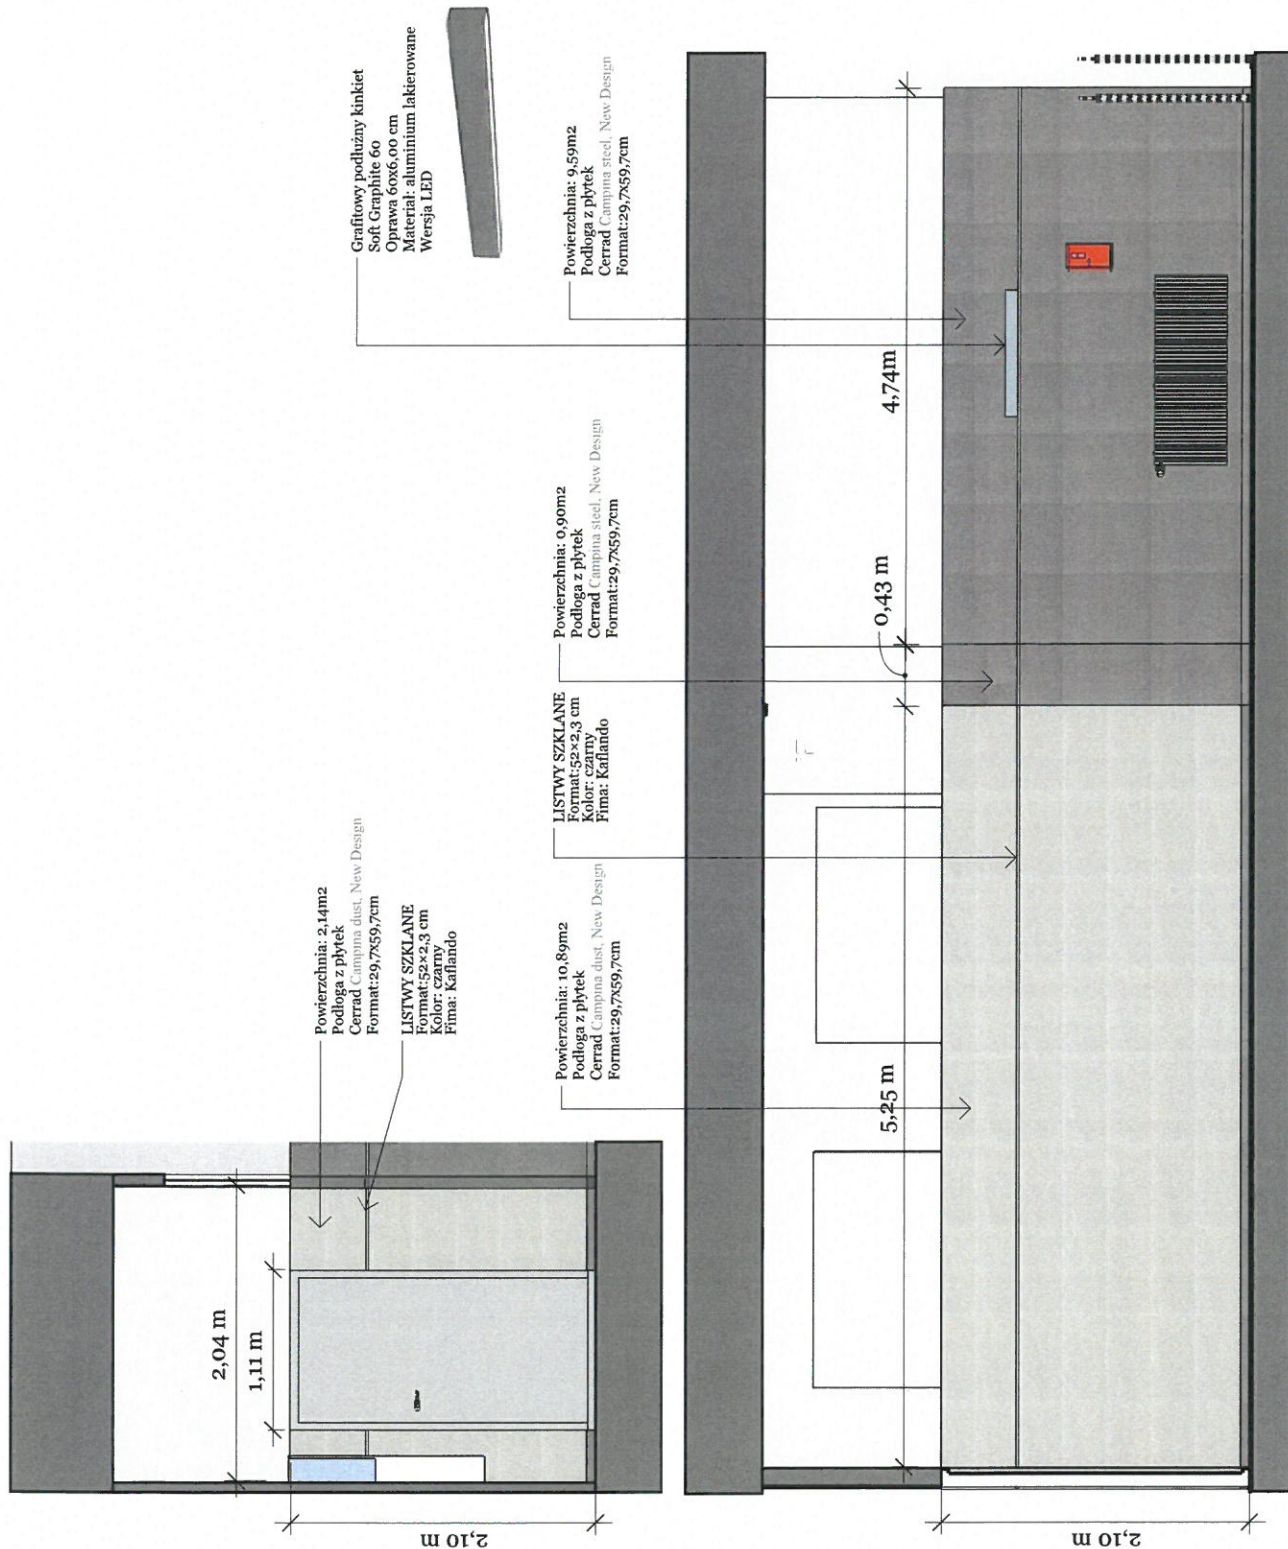 Grafitowy podłużny kinkiet
Soft Graphite 60
Oprawa 60x6,00 cm
Materiał: aluminium lakierowane
Wersja LED
Powierzchnia: 2,14m2
Podłoga z płytek
Cerrad Campina dust, New Design
Format:29,7x59,7cm
LISTWY SZKLANE
Format:52×2,3 cm
Kolor: czarny
Fima: Kaflando
2,04 m
1,11 m
2,10 m
Powierzchnia: 10,89m2
Podłoga z płytek
Cerrad Campina dust, New Design
Format:29,7x59,7cm
LISTWY SZKLANE
Format:52×2,3 cm
Kolor: czarny
Fima: Kaflando
Powierzchnia: 0,90m2
Podłoga z płytek
Cerrad Campina steel, New Design
Format:29,7x59,7cm
Powierzchnia: 9,59m2
Podłoga z płytek
Cerrad Campina steel, New Design
Format:29,7x59,7cm
5,25 m
0,43 m
4,74m
2,10 m